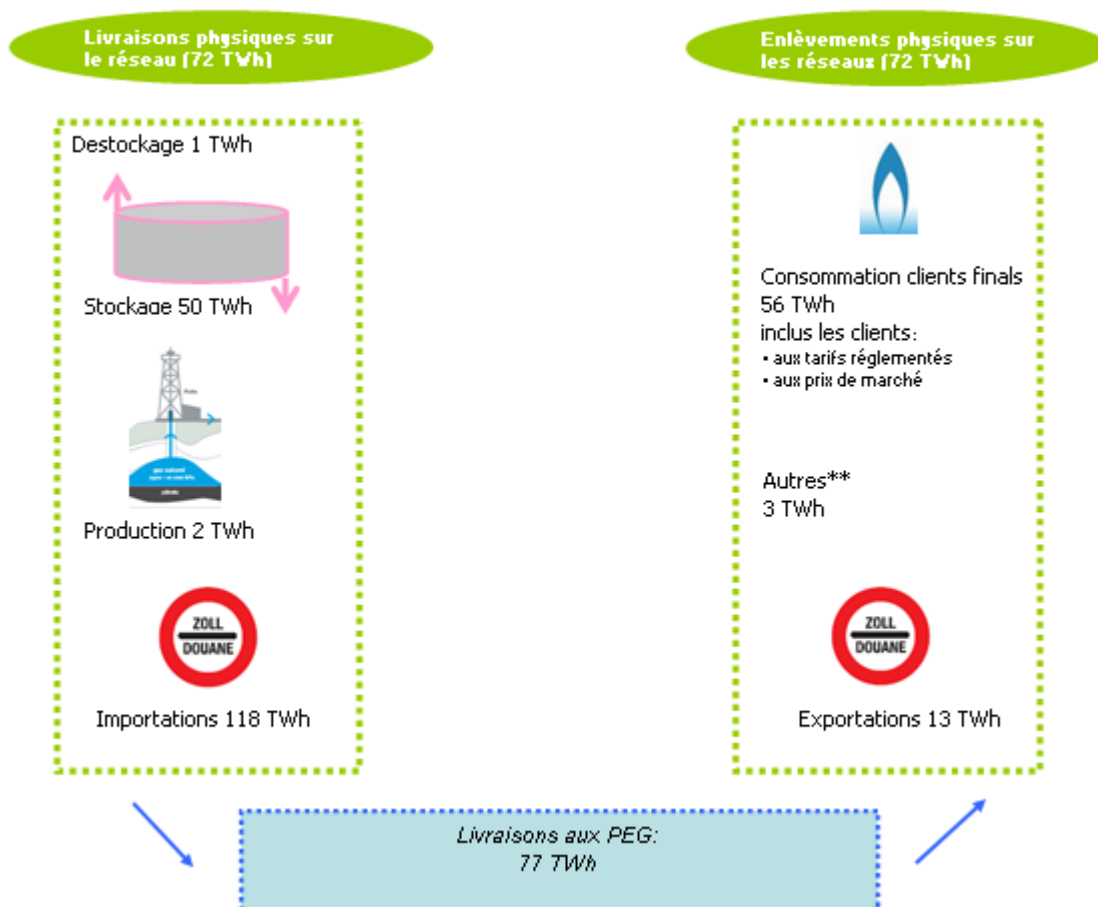 Livraisons physiques sur
le réseau (72 TWh)
Destockage 1 TWh
Stockage 50 TWh
Production 2 TWh
ZOLL
DOUANE
Importations 118 TWh
Enlèvements physiques sur
les réseaux (72 TWh)
Consommation clients finals
56 TWh
inclus les clients:
• aux tarifs réglementés
• aux prix de marché
Autres**
3 TWh
ZOLL
DOUANE
Exportations 13 TWh
Livraisons aux PEG:
77 TWh